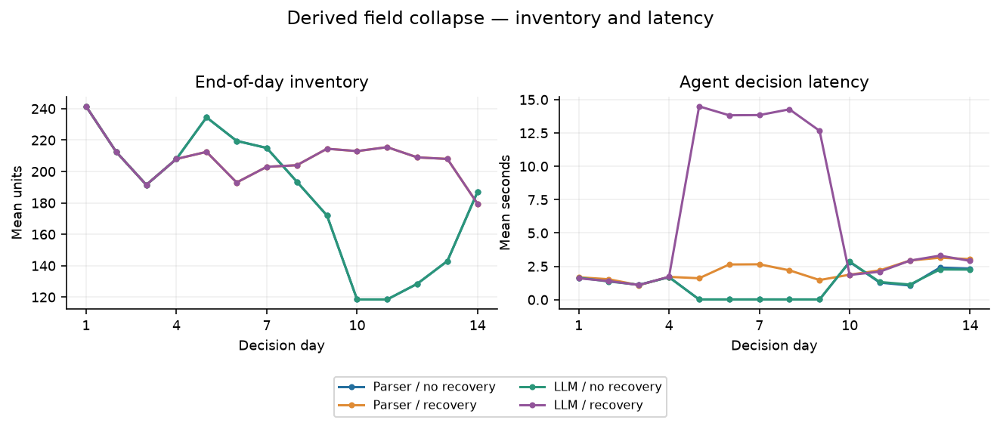 Derived field collapse — inventory and latency
End-of-day inventory
Mean units
240
220
200
180
160
140
120
1 4 7 10 14
Decision day
Agent decision latency
Mean seconds
15.0
12.5
10.0
7.5
5.0
2.5
0.0
1 4 7 10 14
Decision day
Parser / no recovery
Parser / recovery
LLM / no recovery
LLM / recovery